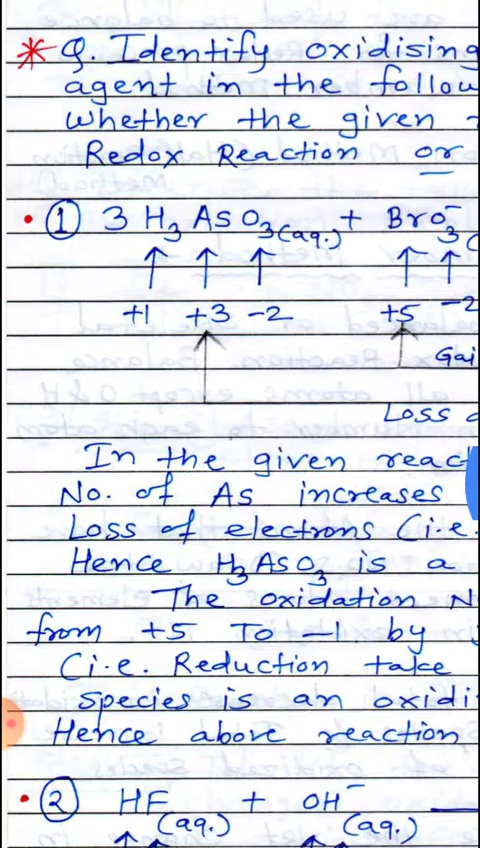 * Q. Identify oxidising
agent in the follow
whether the given
Redox Reaction or
• ① 3 H₃AsO₃(aq.) + BrO₃⁻(
+1 +3 -2 +5 -2
Gai
Loss o
In the given react
No. of As increases
Loss of electrons (i.e.
Hence H₃AsO₃ is a
The oxidation N
from +5 To -1 by
(i.e. Reduction take
species is an oxidi
Hence above reaction
• ② HF(aq.) + OH⁻(aq.)